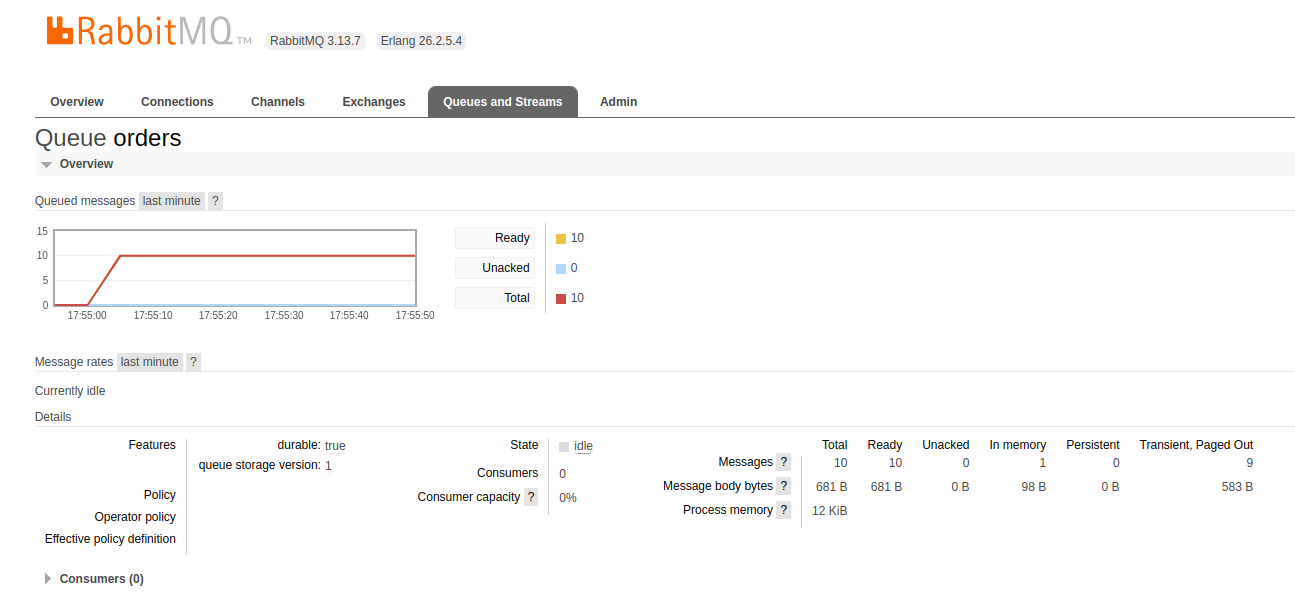 RabbitMQ TM RabbitMQ 3.13.7 Erlang 26.2.5.4
Overview Connections Channels Exchanges Queues and Streams Admin
Queue orders
Overview
Queued messages last minute ?
15
10
5
0
17:55:00 17:55:10 17:55:20 17:55:30 17:55:40 17:55:50
Ready 10
Unacked 0
Total 10
Message rates last minute ?
Currently idle
Details
Features durable: true
queue storage version: 1
Policy
Operator policy
Effective policy definition
State idle
Consumers 0
Consumer capacity ? 0%
Total Ready Unacked In memory Persistent Transient, Paged Out
Messages ? 10 10 0 1 0 9
Message body bytes ? 681 B 681 B 0 B 98 B 0 B 583 B
Process memory ? 12 KiB
Consumers (0)